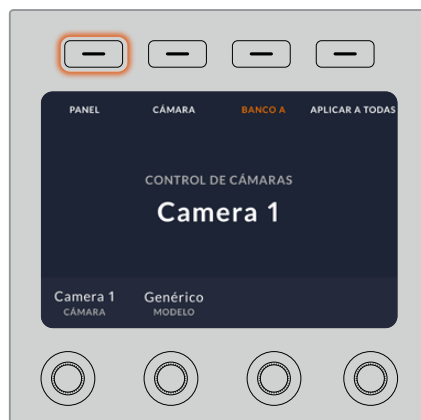 PANEL CÁMARA BANCO A APLICAR A TODAS
CONTROL DE CÁMARAS
Camera 1
Camera 1 Genérico
CÁMARA MODELO